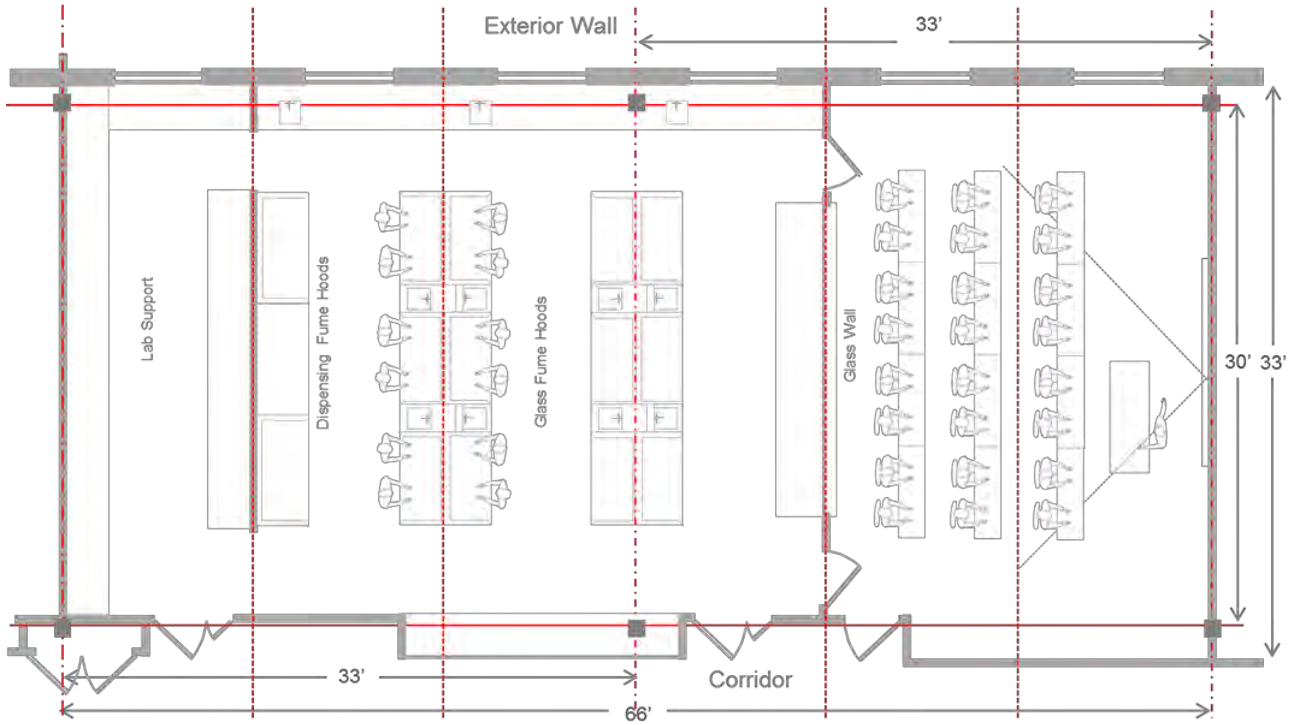 Exterior Wall
33’
Lab Support
Dispensing Fume Hoods
Glass Fume Hoods
Glass Wall
30’
33’
33’
Corridor
66’